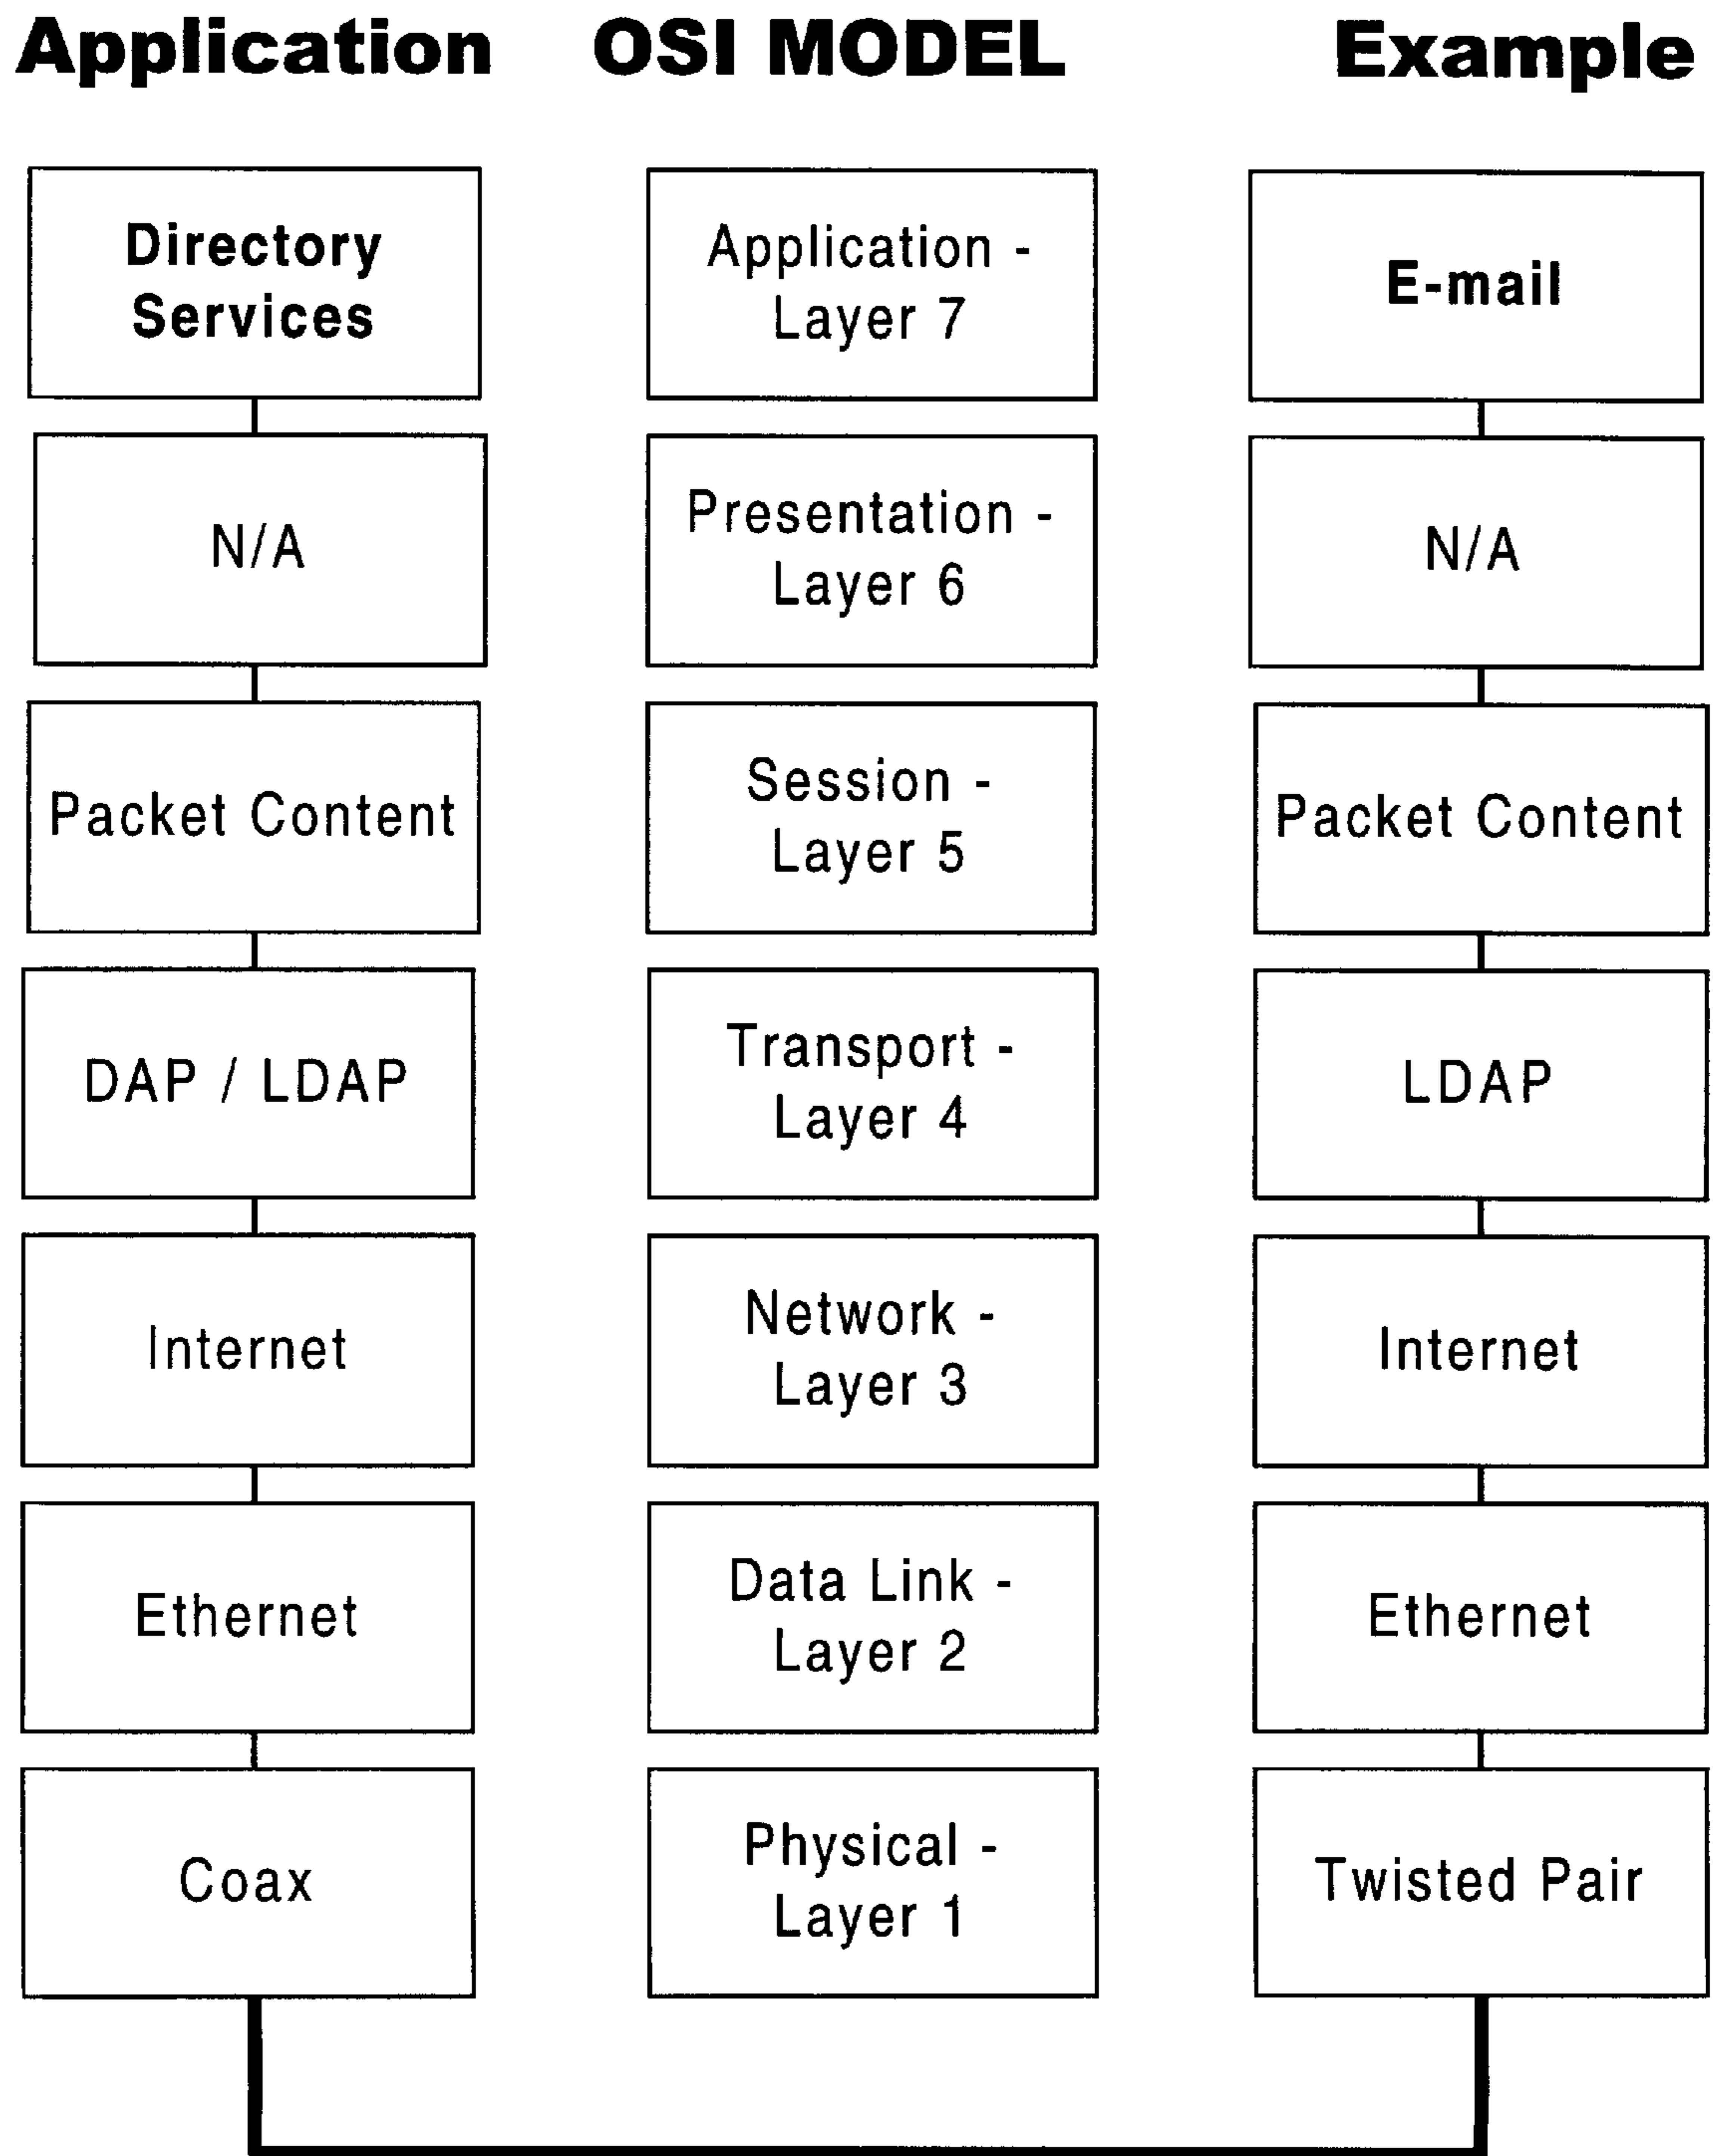 Application OSI MODEL Example
Directory
Services
Application -
Layer 7
E-mail
N/A
Presentation -
Layer 6
N/A
Packet Content
Session -
Layer 5
Packet Content
DAP / LDAP
Transport -
Layer 4
LDAP
Internet
Network -
Layer 3
Internet
Ethernet
Data Link -
Layer 2
Ethernet
Coax
Physical -
Layer 1
Twisted Pair